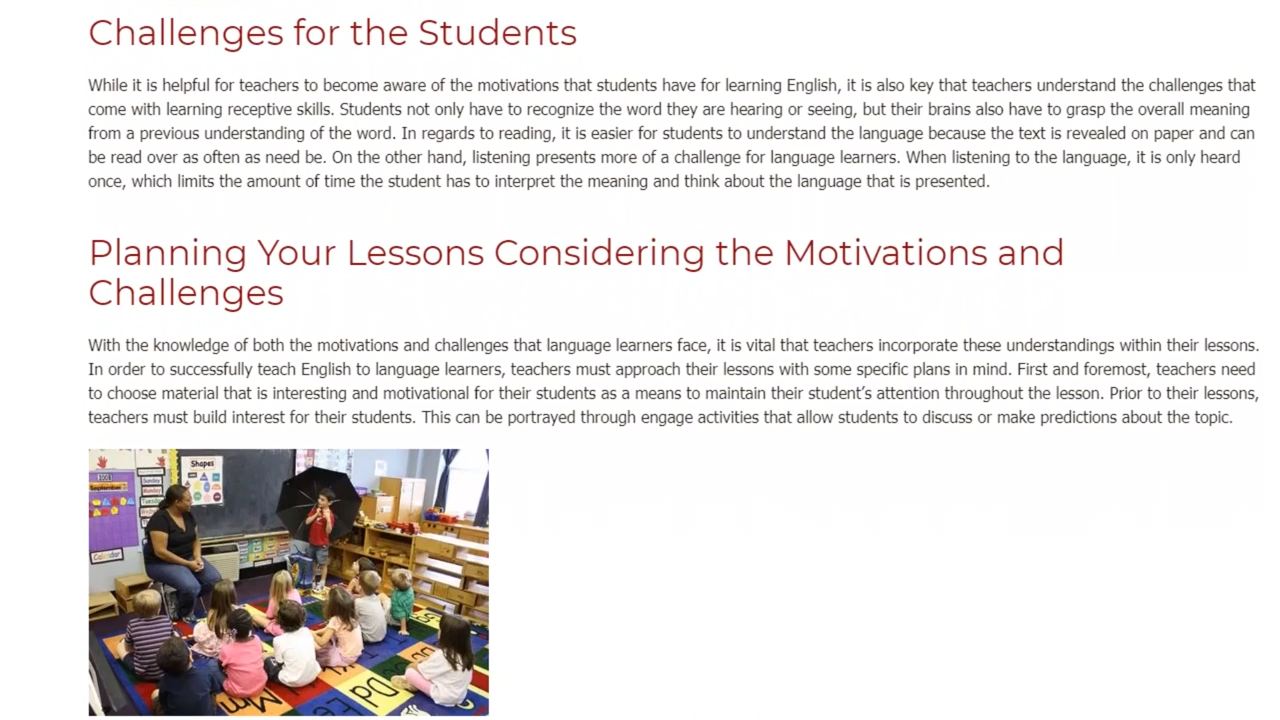 Challenges for the Students
While it is helpful for teachers to become aware of the motivations that students have for learning English, it is also key that teachers understand the challenges that
come with learning receptive skills. Students not only have to recognize the word they are hearing or seeing, but their brains also have to grasp the overall meaning
from a previous understanding of the word. In regards to reading, it is easier for students to understand the language because the text is revealed on paper and can
be read over as often as need be. On the other hand, listening presents more of a challenge for language learners. When listening to the language, it is only heard
once, which limits the amount of time the student has to interpret the meaning and think about the language that is presented.
Planning Your Lessons Considering the Motivations and
Challenges
With the knowledge of both the motivations and challenges that language learners face, it is vital that teachers incorporate these understandings within their lessons.
In order to successfully teach English to language learners, teachers must approach their lessons with some specific plans in mind. First and foremost, teachers need
to choose material that is interesting and motivational for their students as a means to maintain their student's attention throughout the lesson. Prior to their lessons,
teachers must build interest for their students. This can be portrayed through engage activities that allow students to discuss or make predictions about the topic.
Shapes
Sunday
Monday
September
Calendar
Mm